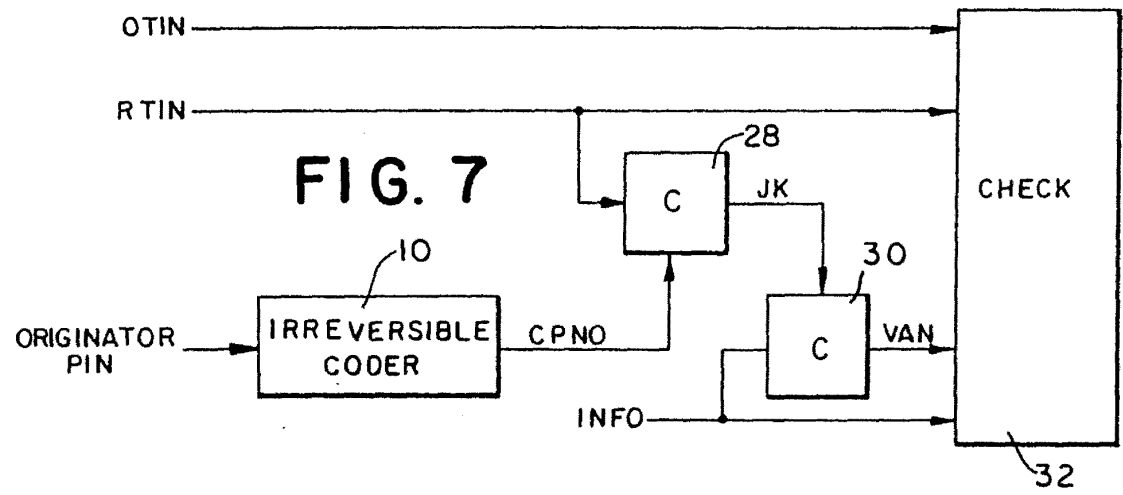 OTIN
RTIN
28
FIG. 7
C
JK
CHECK
10
30
ORIGINATOR
PIN
IRREVERSIBLE
CODER
CPNO
C
VAN
INFO
32